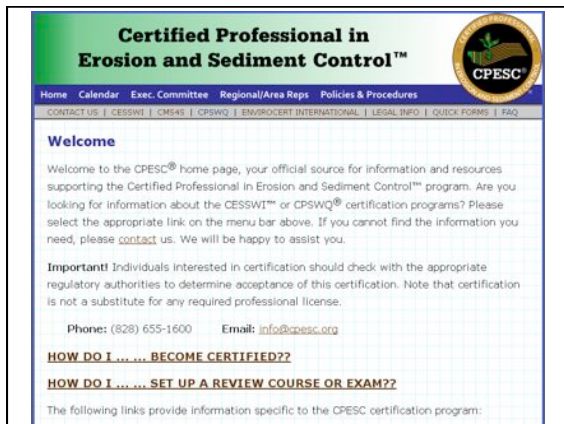 Certified Professional in
Erosion and Sediment Control™
CPESC®
CERTIFIED PROFESSIONAL
IN EROSION AND SEDIMENT CONTROL
Home Calendar Exec. Committee Regional/Area Reps Policies & Procedures
CONTACT US | CESSWI | CMS4S | CPSWQ | ENVIROCERT INTERNATIONAL | LEGAL INFO | QUICK FORMS | FAQ
Welcome
Welcome to the CPESC® home page, your official source for information and resources
supporting the Certified Professional in Erosion and Sediment Control™ program. Are you
looking for information about the CESSWI™ or CPSWQ® certification programs? Please
select the appropriate link on the menu bar above. If you cannot find the information you
need, please contact us. We will be happy to assist you.
Important! Individuals interested in certification should check with the appropriate
regulatory authorities to determine acceptance of this certification. Note that certification
is not a substitute for any required professional license.
Phone: (828) 655-1600 Email: info@cpesc.org
HOW DO I ... ... BECOME CERTIFIED??
HOW DO I ... ... SET UP A REVIEW COURSE OR EXAM??
The following links provide information specific to the CPESC certification program: